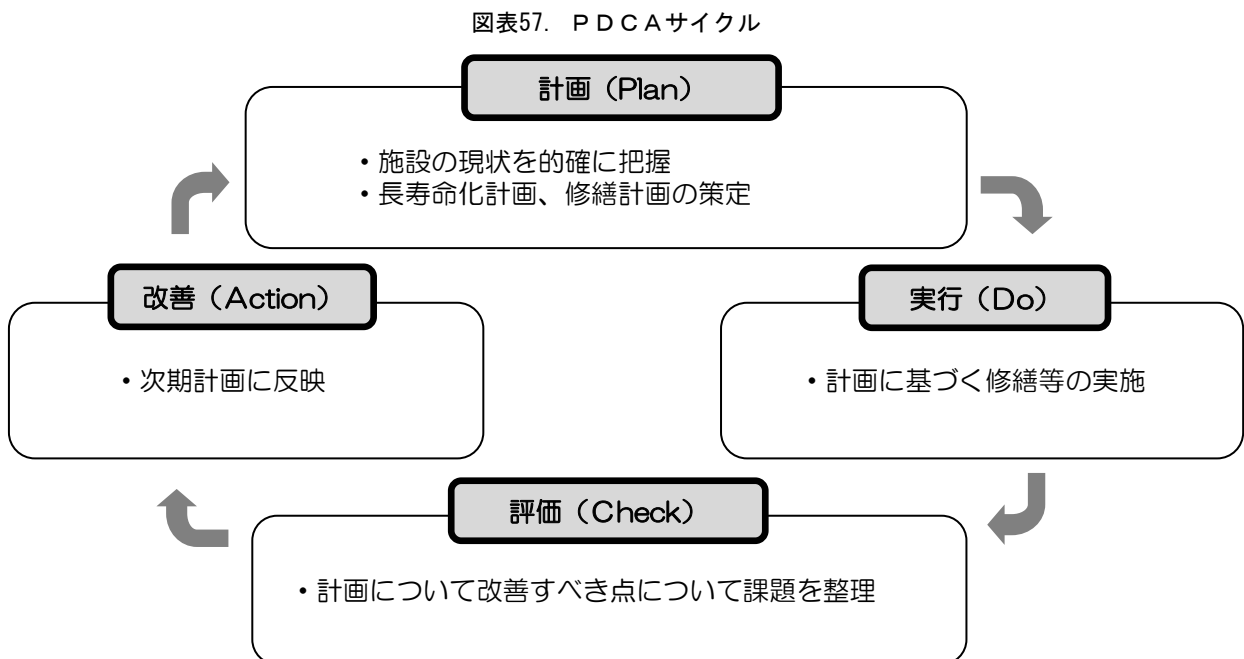 図表57. ＰＤＣＡサイクル
計画（Plan）
・施設の現状を的確に把握
・長寿命化計画、修繕計画の策定
改善（Action）
・次期計画に反映
実行（Do）
・計画に基づく修繕等の実施
評価（Check）
・計画について改善すべき点について課題を整理